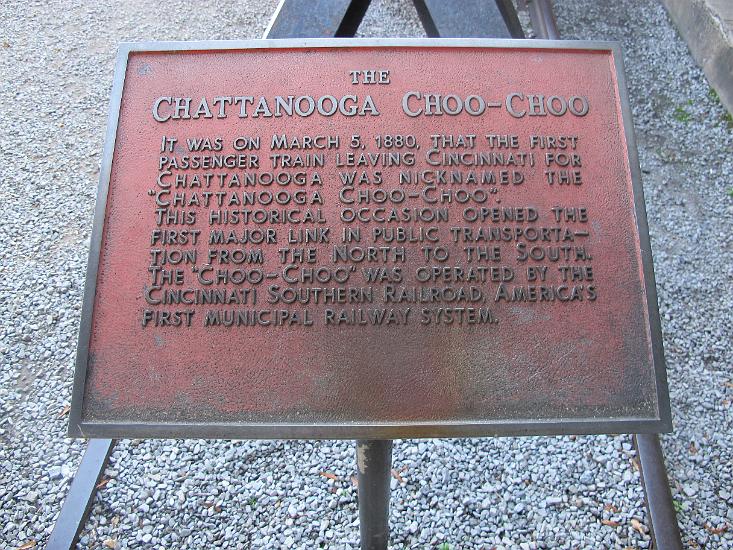 THE
CHATTANOOGA CHOO-CHOO
IT WAS ON MARCH 5, 1880, THAT THE FIRST
PASSENGER TRAIN LEAVING CINCINNATI FOR
CHATTANOOGA WAS NICKNAMED THE
"CHATTANOOGA CHOO-CHOO".
THIS HISTORICAL OCCASION OPENED THE
FIRST MAJOR LINK IN PUBLIC TRANSPORTA-
TION FROM THE NORTH TO THE SOUTH.
THE "CHOO-CHOO" WAS OPERATED BY THE
CINCINNATI SOUTHERN RAILROAD, AMERICA'S
FIRST MUNICIPAL RAILWAY SYSTEM.